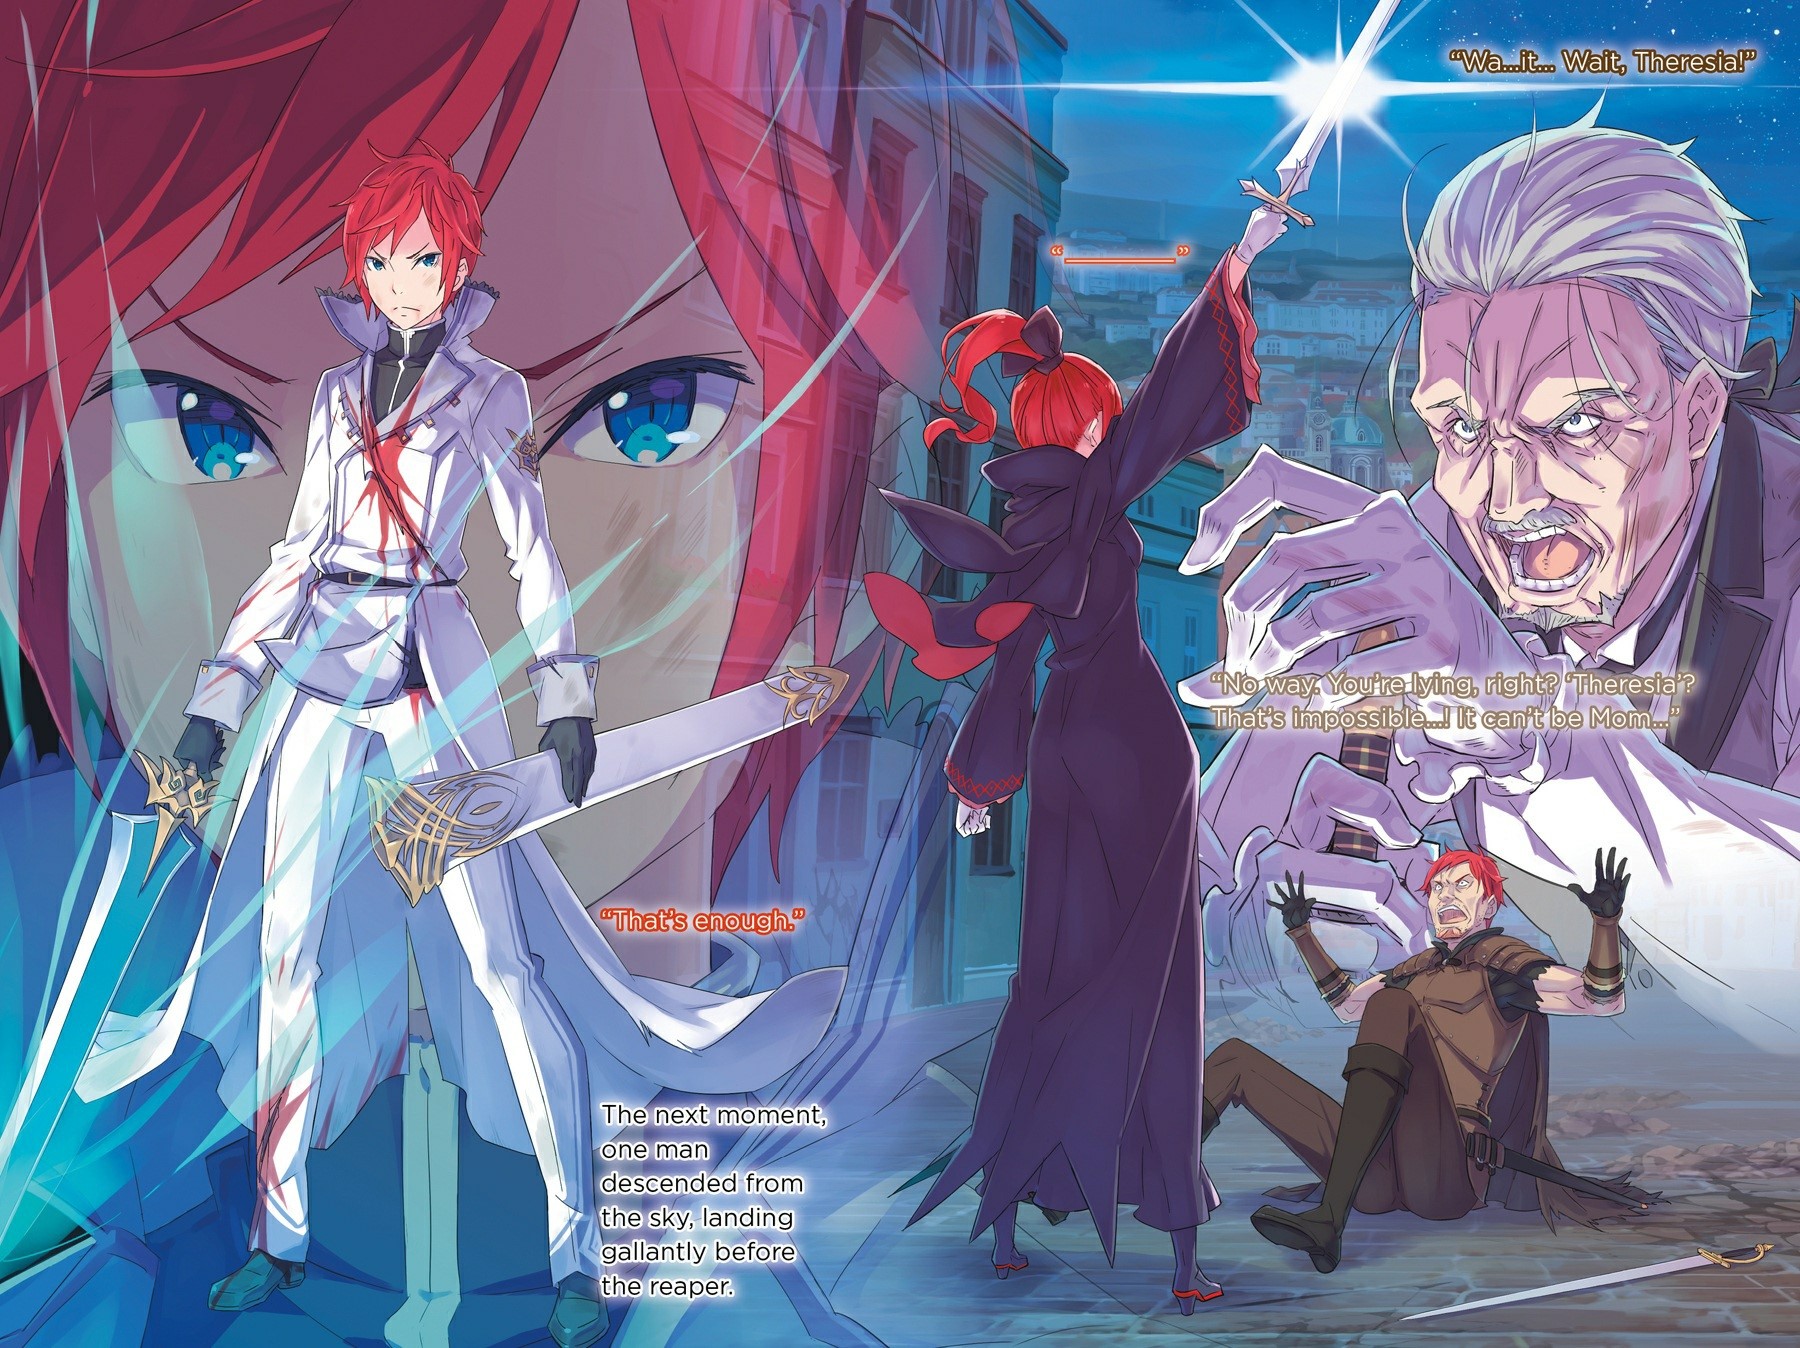 “Wa...it... Wait, Theresia!”
“————”
“No way. You’re lying, right? ‘Theresia’?
That’s impossible...! It can’t be Mom...”
“That’s enough.”
The next moment,
one man
descended from
the sky, landing
gallantly before
the reaper.